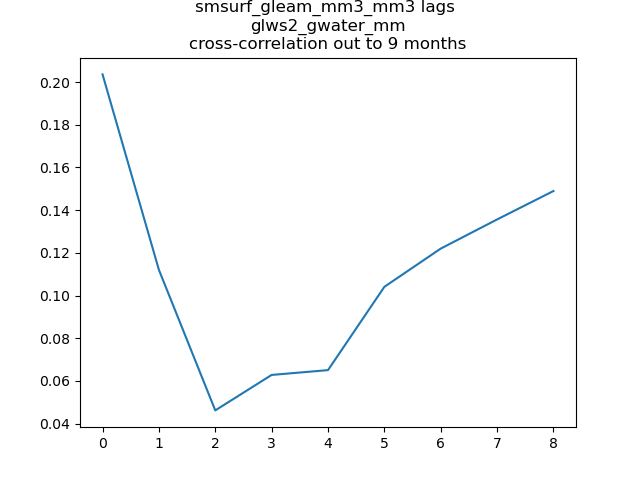 smsurf_gleam_mm3_mm3 lags
glws2_gwater_mm
cross-correlation out to 9 months
0.20
0.18
0.16
0.14
0.12
0.10
0.08
0.06
0.04
0 1 2 3 4 5 6 7 8